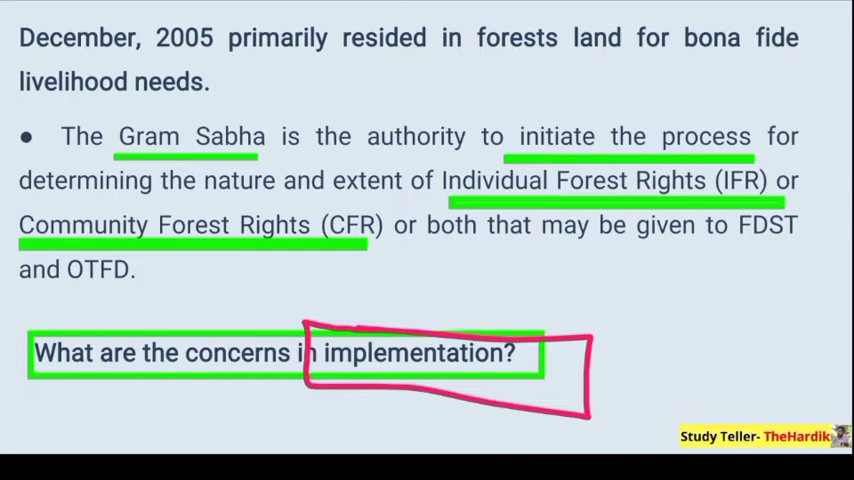 December, 2005 primarily resided in forests land for bona fide
livelihood needs.
● The Gram Sabha is the authority to initiate the process for
determining the nature and extent of Individual Forest Rights (IFR) or
Community Forest Rights (CFR) or both that may be given to FDST
and OTFD.
What are the concerns in implementation?
Study Teller- TheHardik